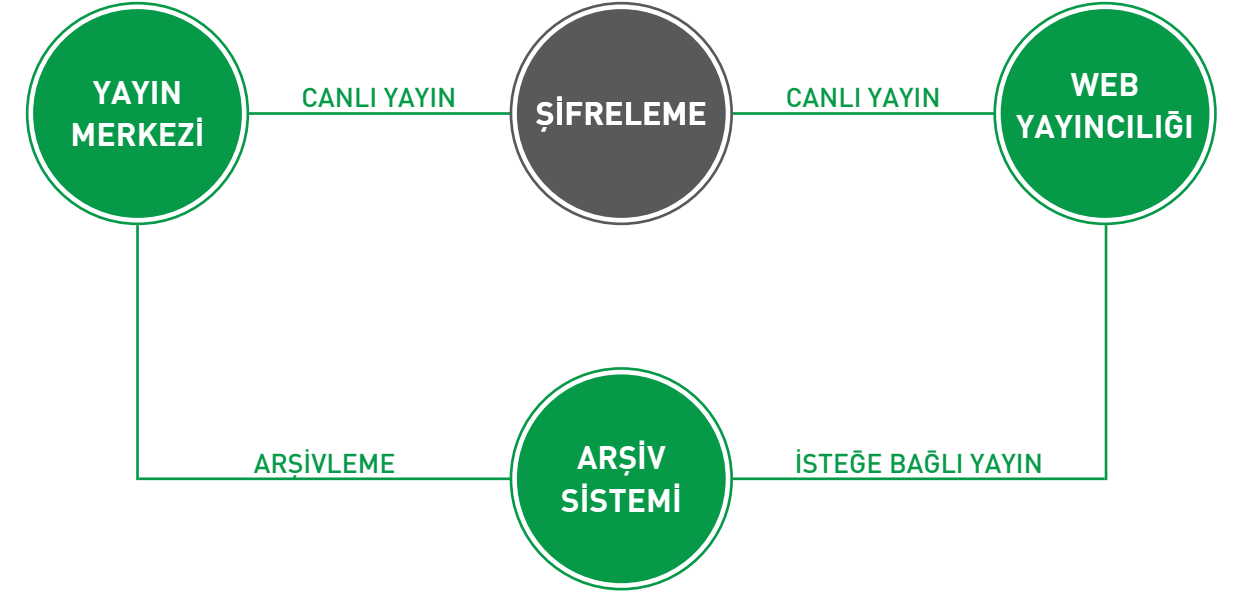 YAYIN
MERKEZİ
CANLI YAYIN
ŞİFRELEME
CANLI YAYIN
WEB
YAYINCILIĞI
ARŞİVLEME
ARŞİV
SİSTEMİ
İSTEĞE BAĞLI YAYIN